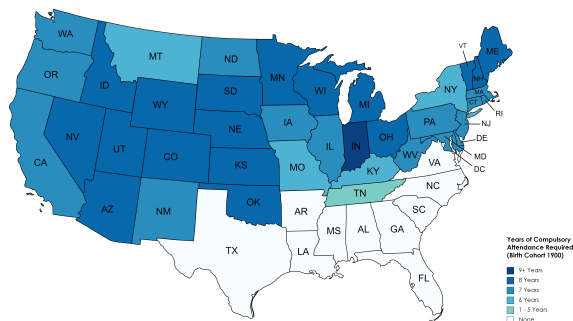 WA
OR
CA
NV
ID
MT
WY
UT
AZ
CO
NM
ND
SD
NE
KS
OK
TX
MN
IA
MO
AR
LA
WI
IL
MI
IN
OH
KY
TN
MS
AL
GA
FL
SC
NC
VA
WV
PA
NY
VT
NH
ME
MA
CT
RI
NJ
DE
MD
DC
Years of Compulsory
Attendance Required
(Birth Cohort 1900)
9+ Years
8 Years
7 Years
6 Years
1 - 5 Years
None